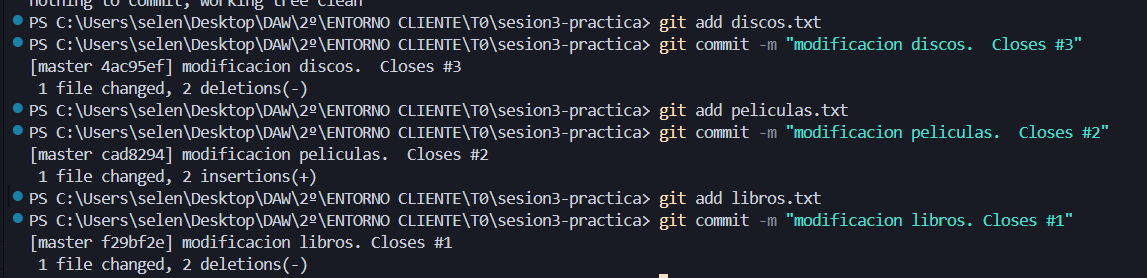 nothing to commit, working tree clean
PS C:\Users\selen\Desktop\DAW\2º\ENTORNO CLIENTE\T0\sesion3-practica> git add discos.txt
PS C:\Users\selen\Desktop\DAW\2º\ENTORNO CLIENTE\T0\sesion3-practica> git commit -m "modificacion discos.  Closes #3"
[master 4ac95ef] modificacion discos.  Closes #3
 1 file changed, 2 deletions(-)
PS C:\Users\selen\Desktop\DAW\2º\ENTORNO CLIENTE\T0\sesion3-practica> git add peliculas.txt
PS C:\Users\selen\Desktop\DAW\2º\ENTORNO CLIENTE\T0\sesion3-practica> git commit -m "modificacion peliculas.  Closes #2"
[master cad8294] modificacion peliculas.  Closes #2
 1 file changed, 2 insertions(+)
PS C:\Users\selen\Desktop\DAW\2º\ENTORNO CLIENTE\T0\sesion3-practica> git add libros.txt
PS C:\Users\selen\Desktop\DAW\2º\ENTORNO CLIENTE\T0\sesion3-practica> git commit -m "modificacion libros. Closes #1"
[master f29bf2e] modificacion libros. Closes #1
 1 file changed, 2 deletions(-)